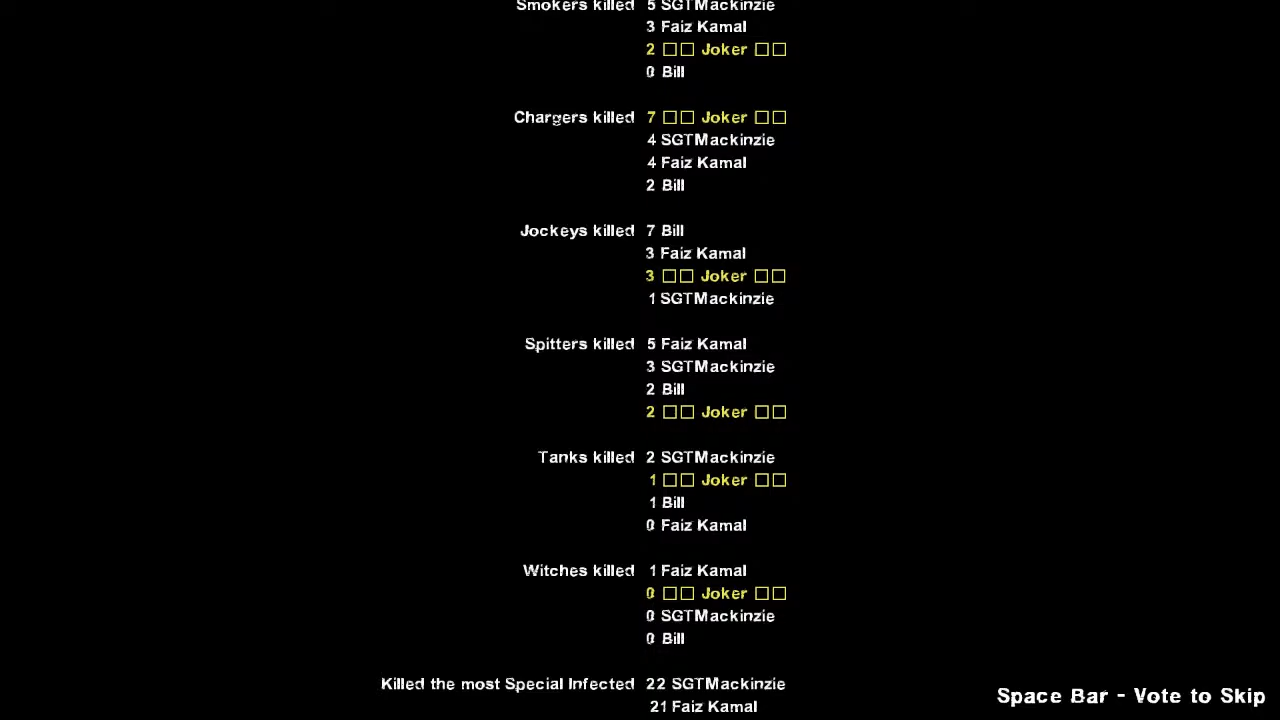 Smokers killed 5 SGTMackinzie
3 Faiz Kamal
2 □□ Joker □□
0 Bill
Chargers killed 7 □□ Joker □□
4 SGTMackinzie
4 Faiz Kamal
2 Bill
Jockeys killed 7 Bill
3 Faiz Kamal
3 □□ Joker □□
1 SGTMackinzie
Spitters killed 5 Faiz Kamal
3 SGTMackinzie
2 Bill
2 □□ Joker □□
Tanks killed 2 SGTMackinzie
1 □□ Joker □□
1 Bill
0 Faiz Kamal
Witches killed 1 Faiz Kamal
0 □□ Joker □□
0 SGTMackinzie
0 Bill
Killed the most Special Infected 22 SGTMackinzie
21 Faiz Kamal
Space Bar - Vote to Skip